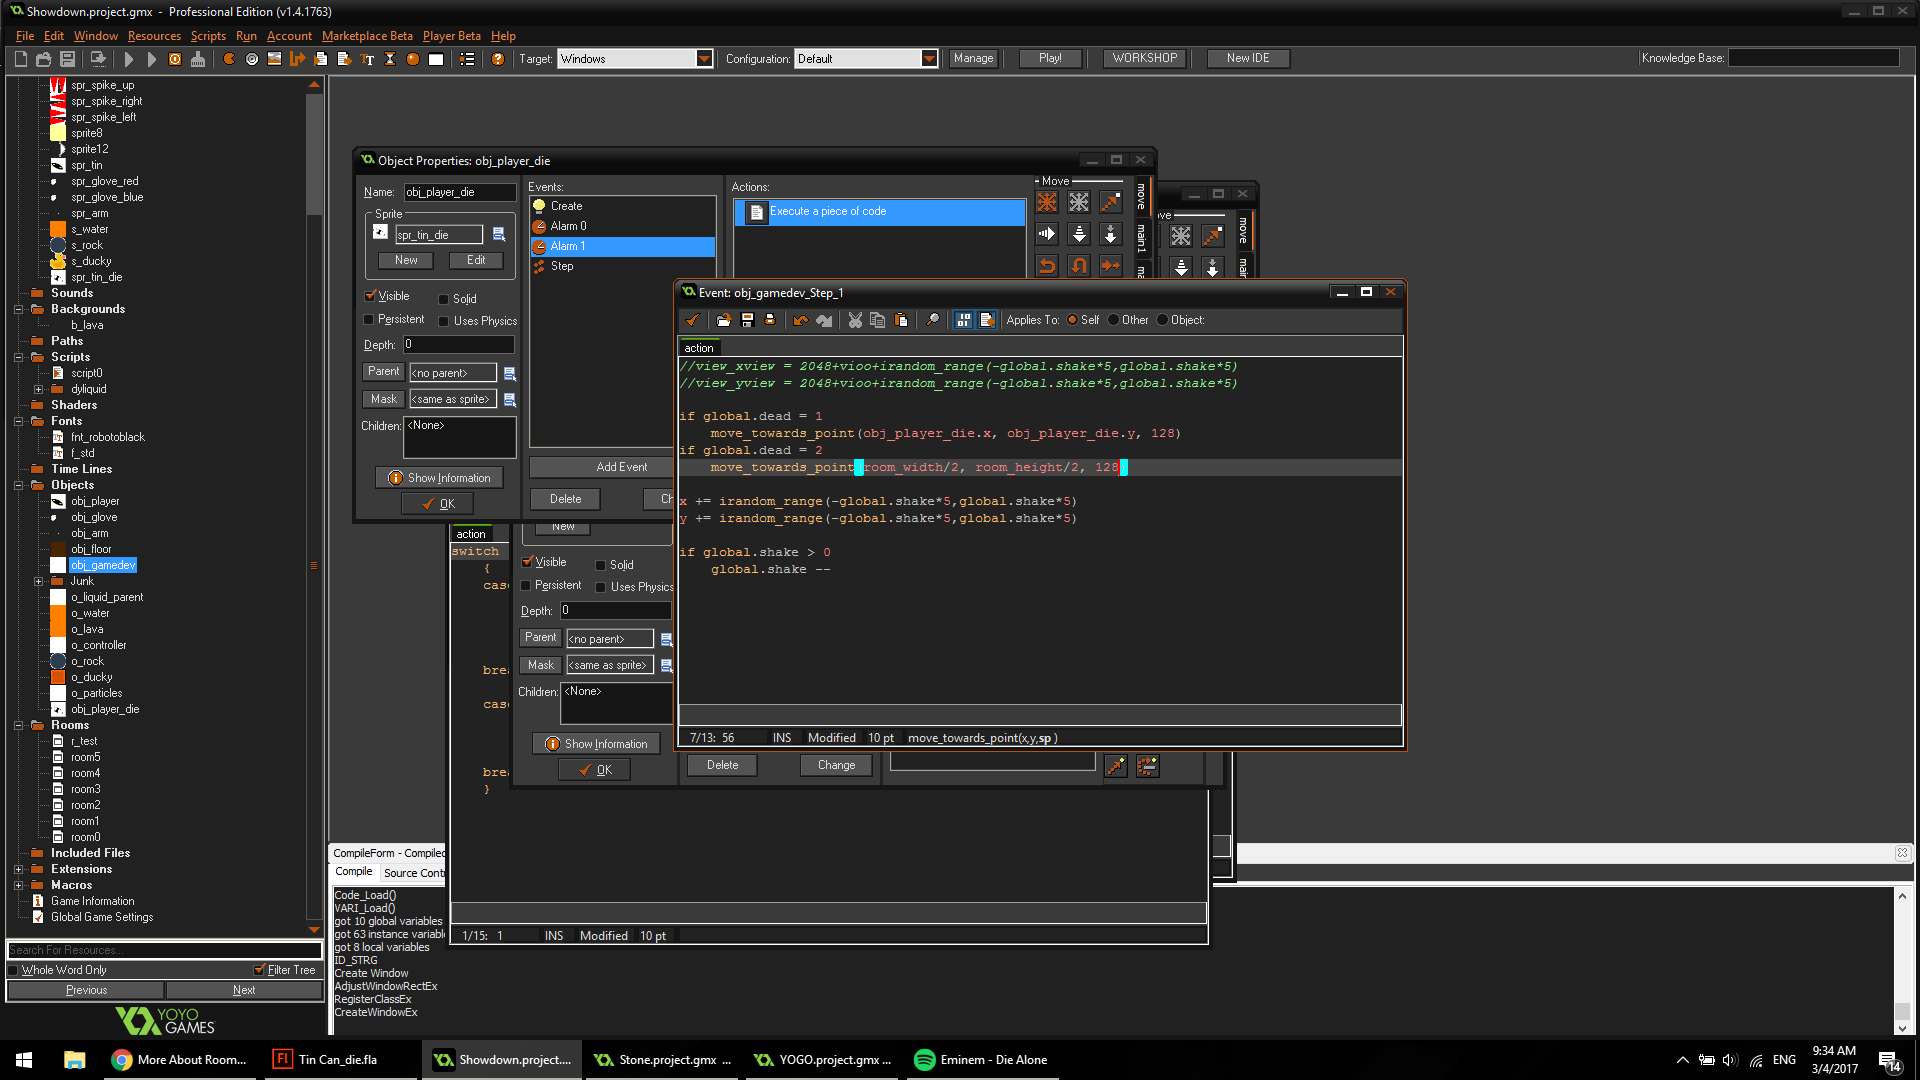 Showdown.project.gmx - Professional Edition (v1.4.1763)
File Edit Window Resources Scripts Run Account Marketplace Beta Player Beta Help
Target: Windows Configuration: Default Manage Play! WORKSHOP New IDE Knowledge Base:
spr_spike_up
spr_spike_right
spr_spike_left
sprite8
sprite12
spr_tin
spr_glove_red
spr_glove_blue
spr_arm
s_water
s_rock
s_ducky
spr_tin_die
Sounds
Backgrounds
b_lava
Paths
Scripts
script0
dyliquid
Shaders
Fonts
fnt_robotoblack
f_std
Time Lines
Objects
obj_player
obj_glove
obj_arm
obj_floor
obj_gamedev
Junk
o_liquid_parent
o_water
o_lava
o_controller
o_rock
o_ducky
o_particles
obj_player_die
Rooms
r_test
room5
room4
room3
room2
room1
room0
Included Files
Extensions
Macros
Game Information
Global Game Settings
Search For Resources...
Whole Word Only Filter Tree
Previous Next
YOYO
GAMES
Object Properties: obj_player_die
Name: obj_player_die
Sprite
spr_tin_die
New Edit
Visible Solid
Persistent Uses Physics
Depth: 0
Parent <no parent>
Mask <same as sprite>
Children: <None>
Show Information
OK
Events:
Create
Alarm 0
Alarm 1
Step
Add Event
Delete Ch
Actions:
Execute a piece of code
Move
move
main1
ma
ve
move
main
Event: obj_gamedev_Step_1
Applies To: Self Other Object:
action
//view_xview = 2048+vioo+irandom_range(-global.shake*5,global.shake*5)
//view_yview = 2048+vioo+irandom_range(-global.shake*5,global.shake*5)
if global.dead = 1
move_towards_point(obj_player_die.x, obj_player_die.y, 128)
if global.dead = 2
move_towards_point(room_width/2, room_height/2, 128)
x += irandom_range(-global.shake*5,global.shake*5)
y += irandom_range(-global.shake*5,global.shake*5)
if global.shake > 0
global.shake --
7/13: 56 INS Modified 10 pt move_towards_point(x,y,sp )
action
switch
{
case
brea
case
brea
}
1/15: 1 INS Modified 10 pt
New
Visible Solid
Persistent Uses Physics
Depth: 0
Parent <no parent>
Mask <same as sprite>
Children: <None>
Show Information
OK
Delete Change
CompileForm - Compiled
Compile Source Contr
Code_Load()
VARI_Load()
got 10 global variables
got 63 instance variable
got 8 local variables
ID_STRG
Create Window
AdjustWindowRectEx
RegisterClassEx
CreateWindowEx
More About Room... Tin Can_die.fla Showdown.project.... Stone.project.gmx ... YOGO.project.gmx ... Eminem - Die Alone
ENG 9:34 AM
3/4/2017
14